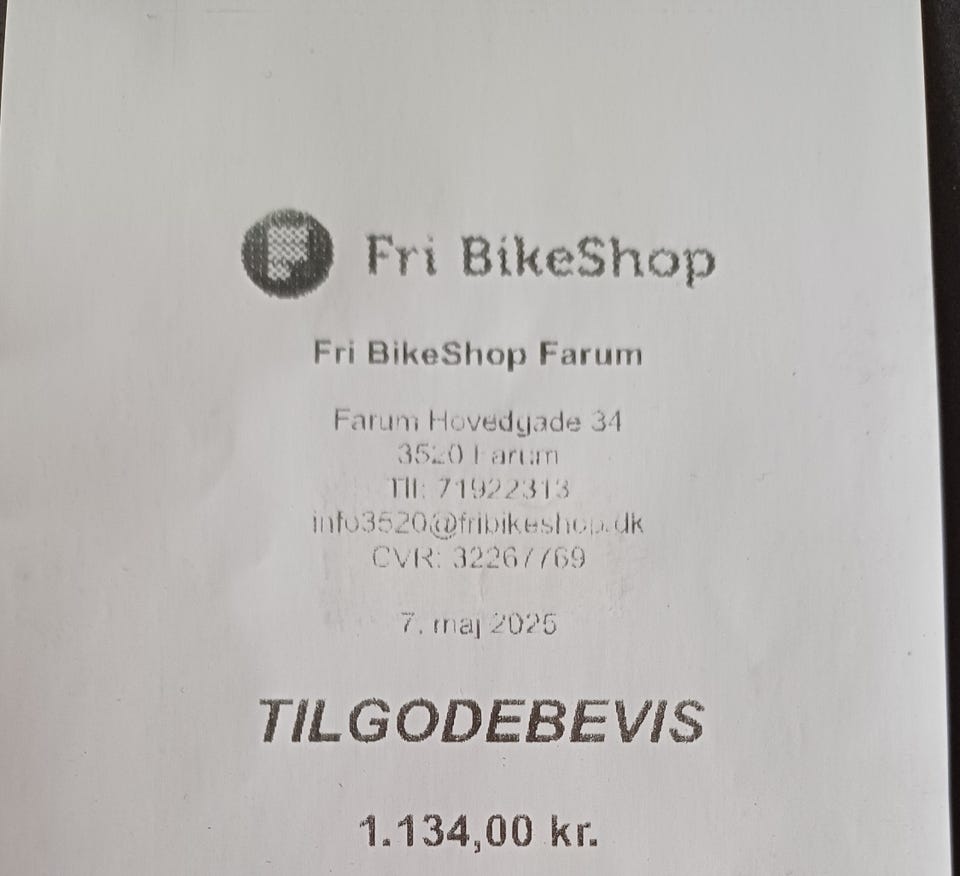 Fri BikeShop
Fri BikeShop Farum
Farum Hovedgade 34
3520 Farum
Tlf: 71922313
info3520@fribikeshop.dk
CVR: 32267769
7. maj 2025
TILGODEBEVIS
1.134,00 kr.